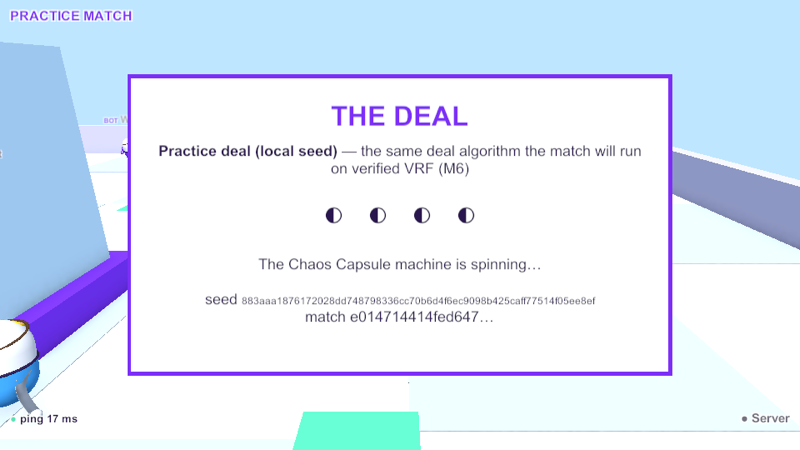 PRACTICE MATCH
BOT W
THE DEAL
Practice deal (local seed) — the same deal algorithm the match will run
on verified VRF (M6)
The Chaos Capsule machine is spinning…
seed 883aaa1876172028dd748798336cc70b6d4f6ec9098b425caff77514f05ee8ef
match e014714414fed647…
ping 17 ms
Server